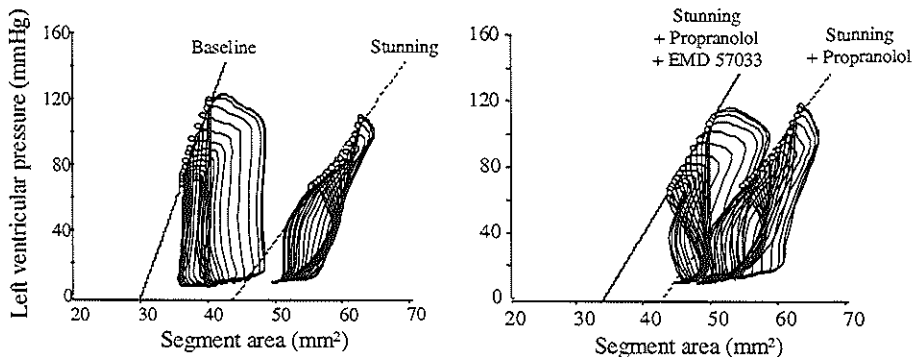 Left ventricular pressure (mmHg)
160
120
80
40
0
Baseline
Stunning
20
30
40
50
60
70
Segment area (mm²)
Stunning
+ Propranolol
+ EMD 57033
Stunning
+ Propranolol
160
120
80
40
0
20
30
40
50
60
70
Segment area (mm²)